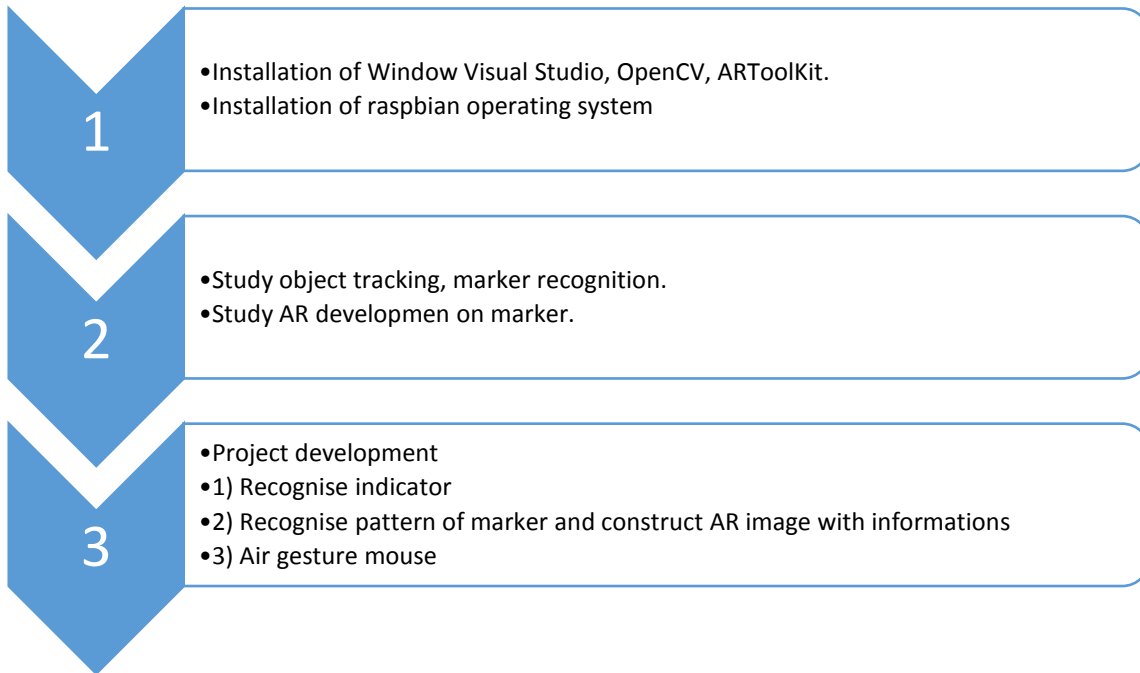 1
•Installation of Window Visual Studio, OpenCV, ARToolKit.
•Installation of raspbian operating system
2
•Study object tracking, marker recognition.
•Study AR developmen on marker.
3
•Project development
•1) Recognise indicator
•2) Recognise pattern of marker and construct AR image with informations
•3) Air gesture mouse